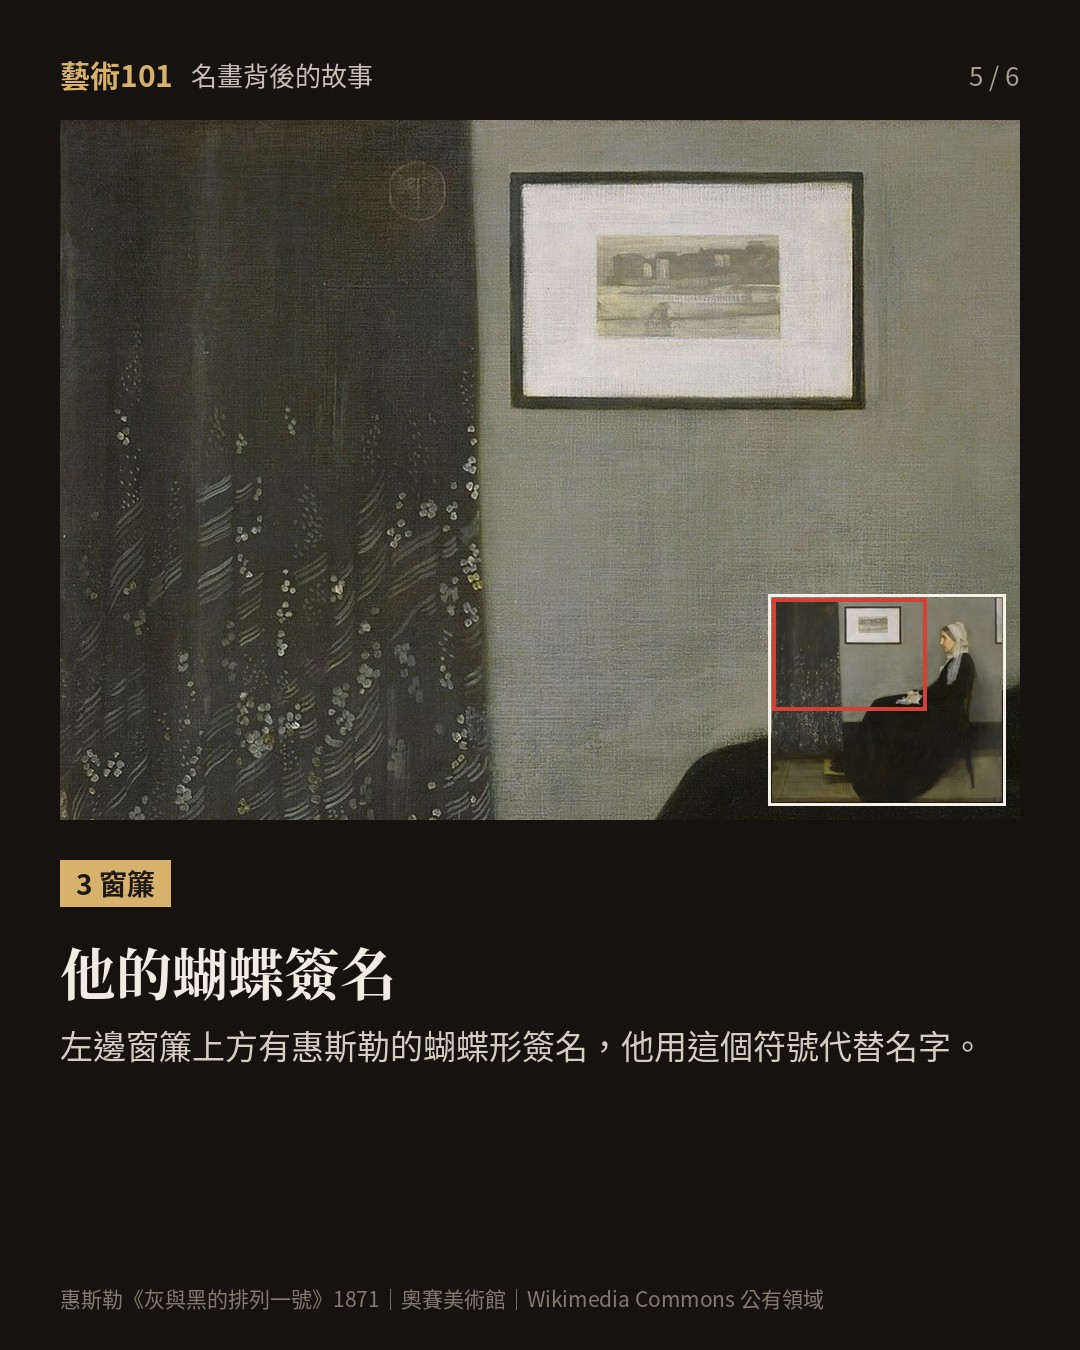 藝術101 名畫背後的故事
5 / 6
3 窗簾
他的蝴蝶簽名
左邊窗簾上方有惠斯勒的蝴蝶形簽名，他用這個符號代替名字。
惠斯勒《灰與黑的排列一號》1871｜奧賽美術館｜Wikimedia Commons 公有領域